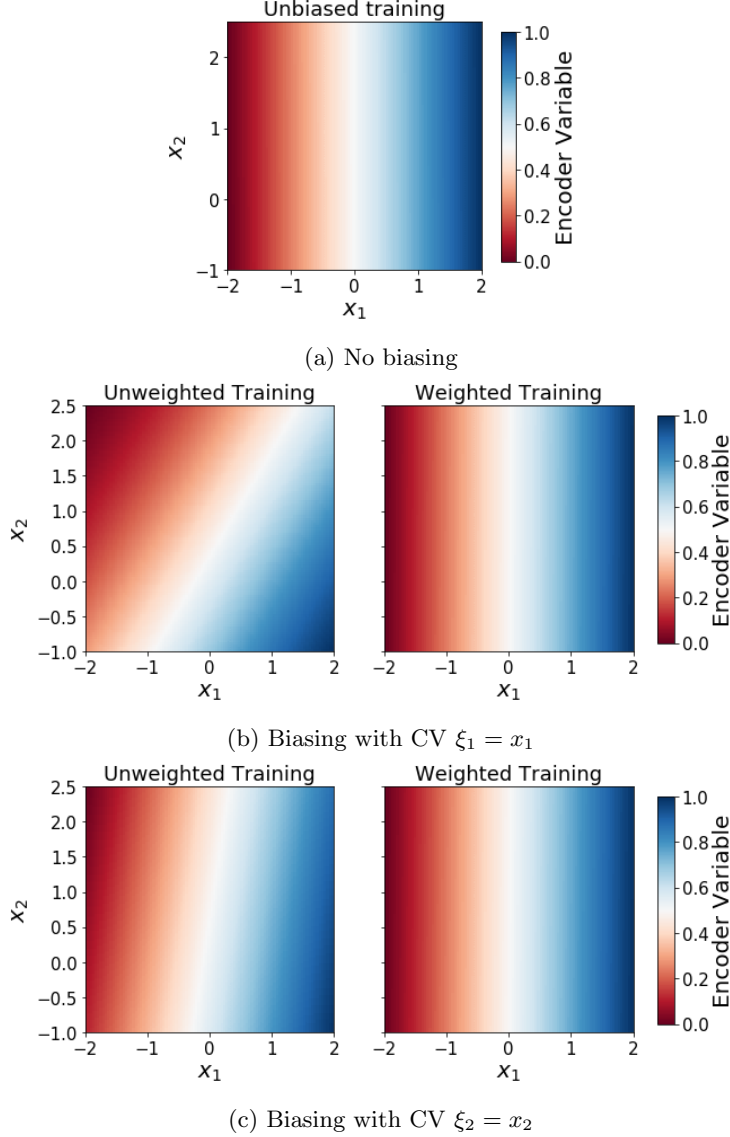 Unbiased training
2
1
0
−1
x₂
−2 −1 0 1 2
x₁
1.0
0.8
0.6
0.4
0.2
0.0
Encoder Variable
(a) No biasing
Unweighted Training
2.5
2.0
1.5
1.0
0.5
0.0
−0.5
−1.0
x₂
−2 −1 0 1 2
x₁
Weighted Training
−2 −1 0 1 2
x₁
1.0
0.8
0.6
0.4
0.2
0.0
Encoder Variable
(b) Biasing with CV ξ₁ = x₁
Unweighted Training
2.5
2.0
1.5
1.0
0.5
0.0
−0.5
−1.0
x₂
−2 −1 0 1 2
x₁
Weighted Training
−2 −1 0 1 2
x₁
1.0
0.8
0.6
0.4
0.2
0.0
Encoder Variable
(c) Biasing with CV ξ₂ = x₂